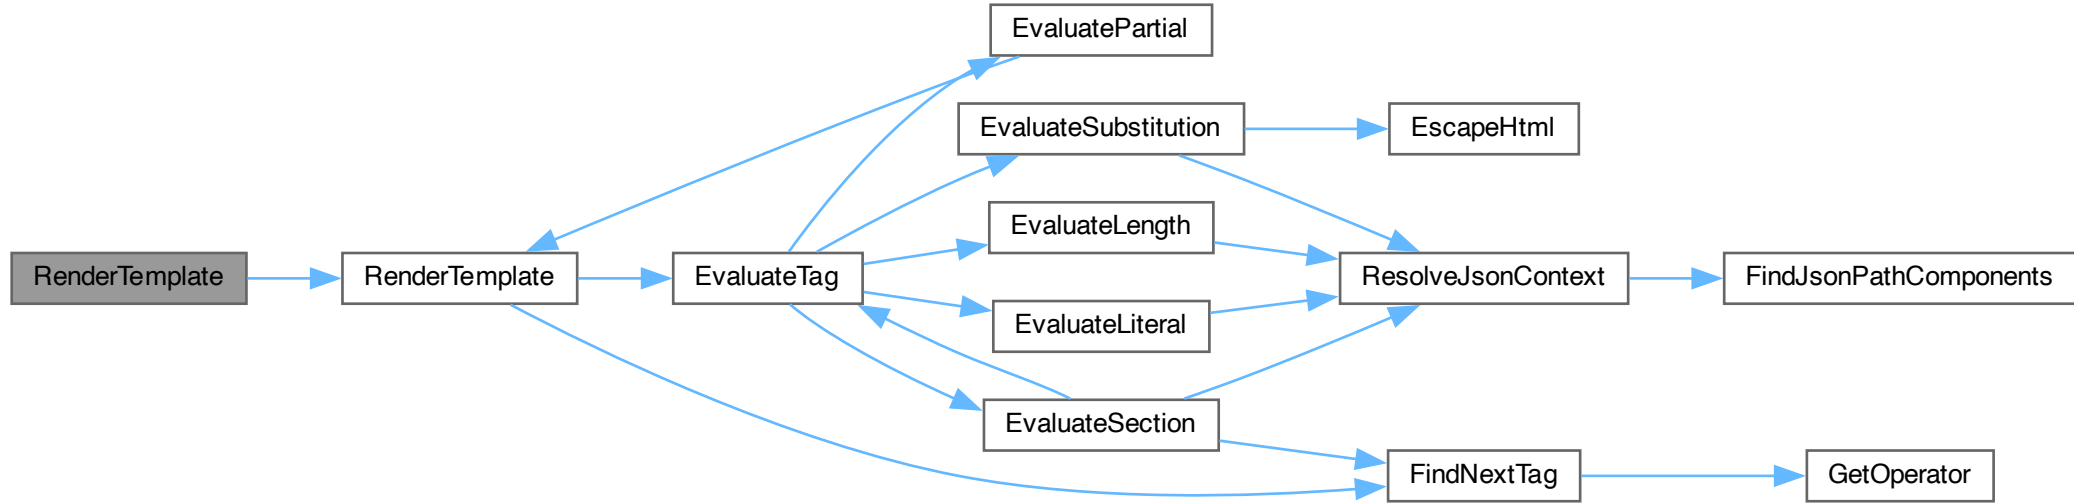 EvaluatePartial
EvaluateSubstitution
EscapeHtml
EvaluateLength
RenderTemplate
RenderTemplate
EvaluateTag
ResolveJsonContext
FindJsonPathComponents
EvaluateLiteral
EvaluateSection
FindNextTag
GetOperator